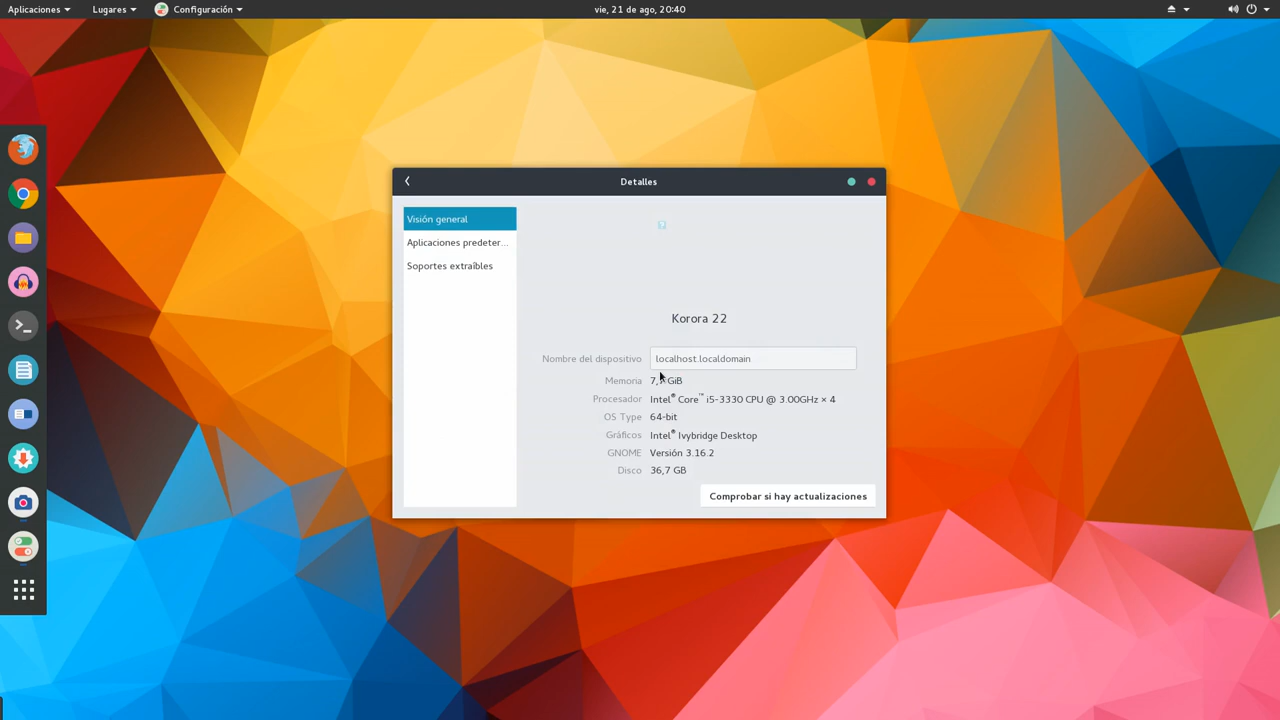 Aplicaciones
Lugares
Configuración
vie, 21 de ago, 20:40
Detalles
Visión general
Aplicaciones predeter...
Soportes extraíbles
Korora 22
Nombre del dispositivo localhost.localdomain
Memoria GiB
Procesador Intel® Core™ i5-3330 CPU @ 3.00GHz × 4
OS Type 64-bit
Gráficos Intel® Ivybridge Desktop
GNOME Versión 3.16.2
Disco 36,7 GB
Comprobar si hay actualizaciones